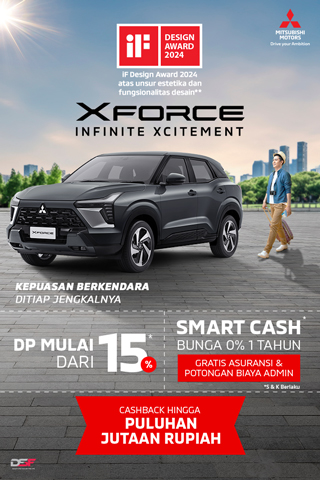 iF
DESIGN
AWARD
2024
iF Design Award 2024
atas unsur estetika dan
fungsionalitas desain**
MITSUBISHI
MOTORS
Drive your Ambition
XFORCE
INFINITE XCITEMENT
KEPUASAN BERKENDARA
DITIAP JENGKALNYA
DP MULAI
DARI 15%*
SMART CASH*
BUNGA 0% 1 TAHUN
GRATIS ASURANSI &
POTONGAN BIAYA ADMIN
*S & K Berlaku
CASHBACK HINGGA
PULUHAN
JUTAAN RUPIAH